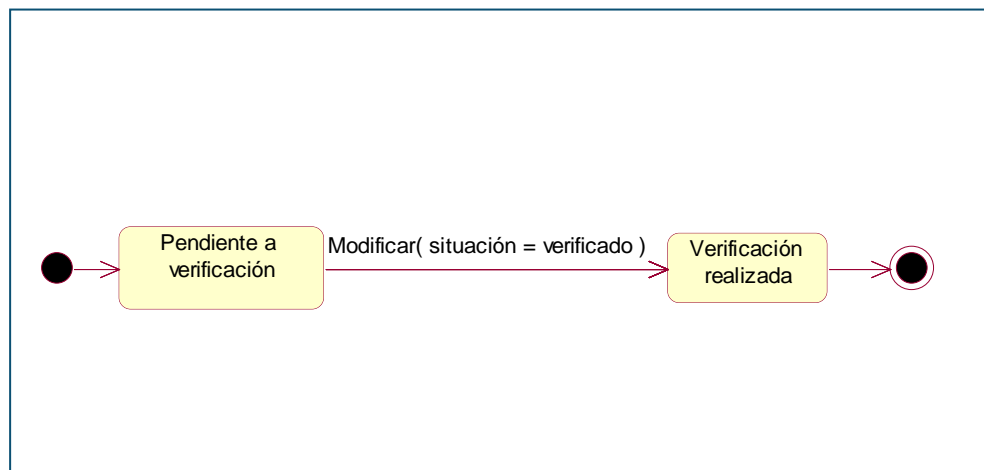 Pendiente a
verificación
Modificar( situación = verificado )
Verificación
realizada